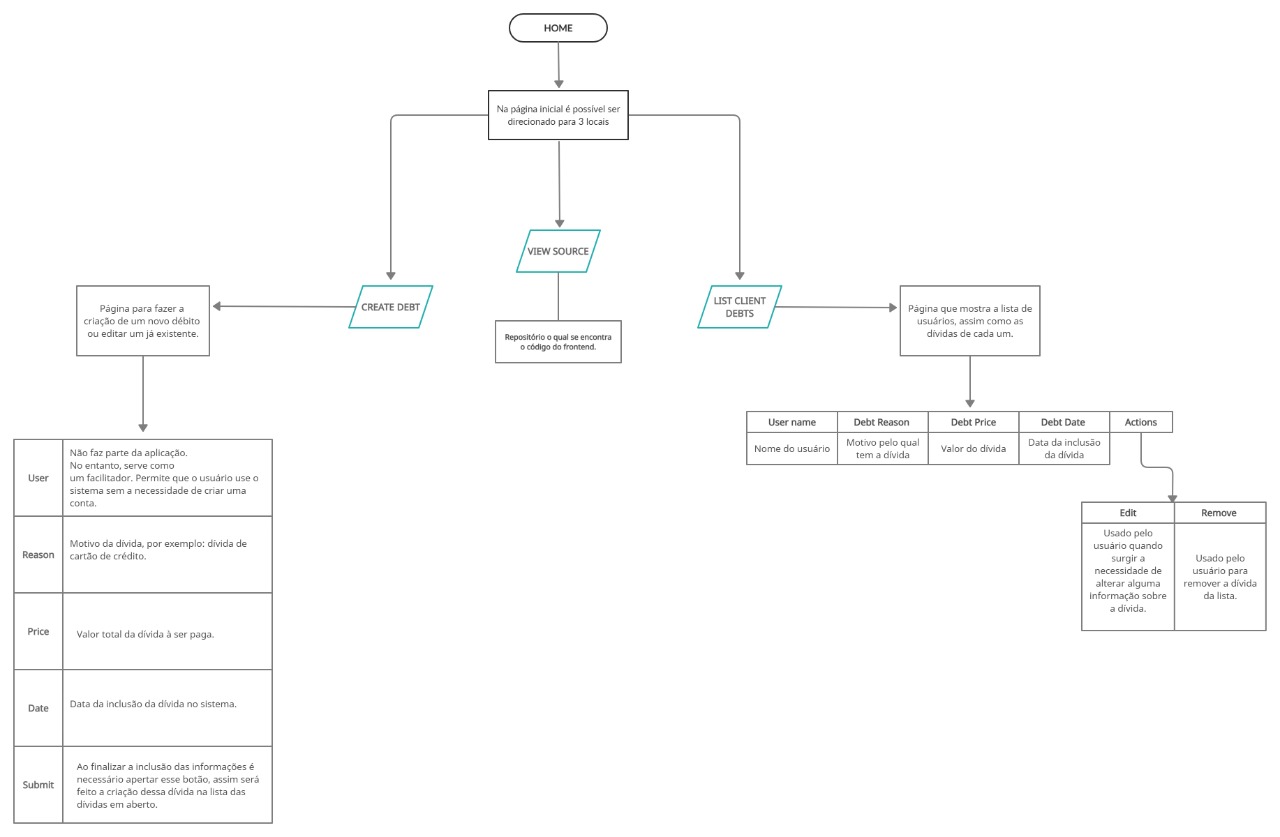 HOME
Na página inicial é possível ser
direcionado para 3 locais
VIEW SOURCE
CREATE DEBT
LIST CLIENT
DEBTS
Página para fazer a
criação de um novo débito
ou editar um já existente.
Repositório o qual se encontra
o código do frontend.
Página que mostra a lista de
usuários, assim como as
dívidas de cada um.
User name
Debt Reason
Debt Price
Debt Date
Actions
Nome do usuário
Motivo pelo qual
tem a dívida
Valor do dívida
Data da inclusão
da dívida
Edit
Remove
Usado pelo
usuário quando
surgir a
necessidade de
alterar alguma
informação sobre
a dívida.
Usado pelo
usuário para
remover a dívida
da lista.
User
Não faz parte da aplicação.
No entanto, serve como
um facilitador. Permite que o usuário use o
sistema sem a necessidade de criar uma
conta.
Reason
Motivo da dívida, por exemplo: dívida de
cartão de crédito.
Price
Valor total da dívida à ser paga.
Date
Data da inclusão da dívida no sistema.
Submit
Ao finalizar a inclusão das informações é
necessário apertar esse botão, assim será
feito a criação dessa dívida na lista das
dívidas em aberto.